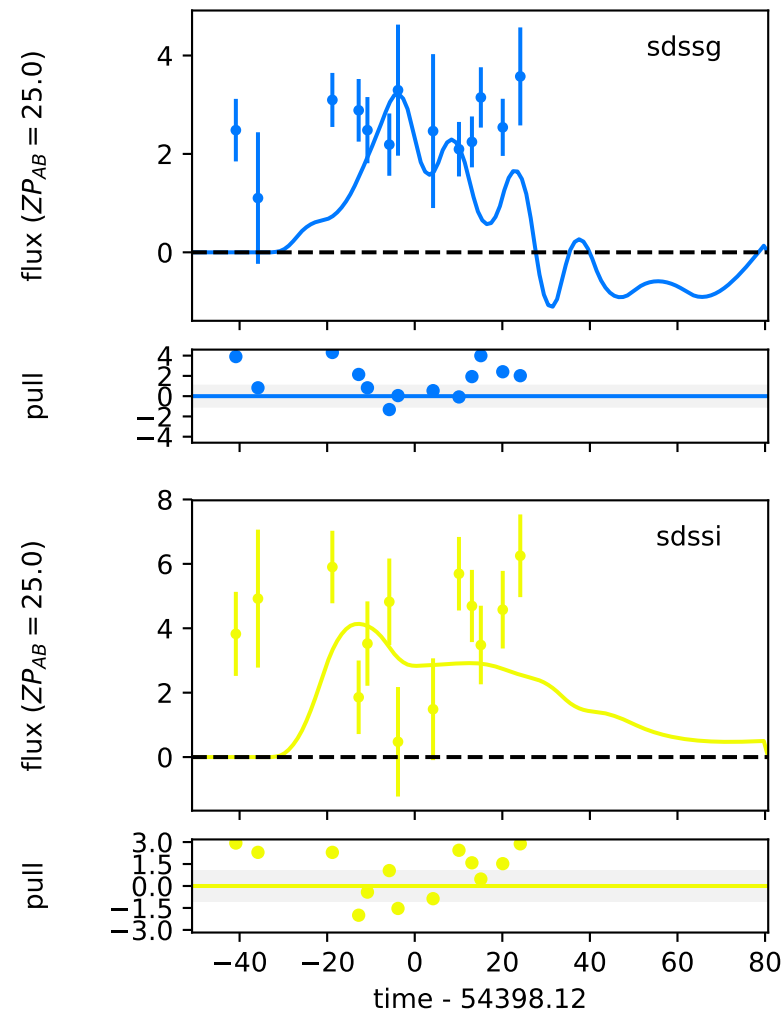 sdssg
flux (ZP_AB = 25.0)
4
2
0
pull
4
2
0
−2
−4
sdssi
flux (ZP_AB = 25.0)
8
6
4
2
0
pull
3.0
1.5
0.0
−1.5
−3.0
−40 −20 0 20 40 60 80
time - 54398.12